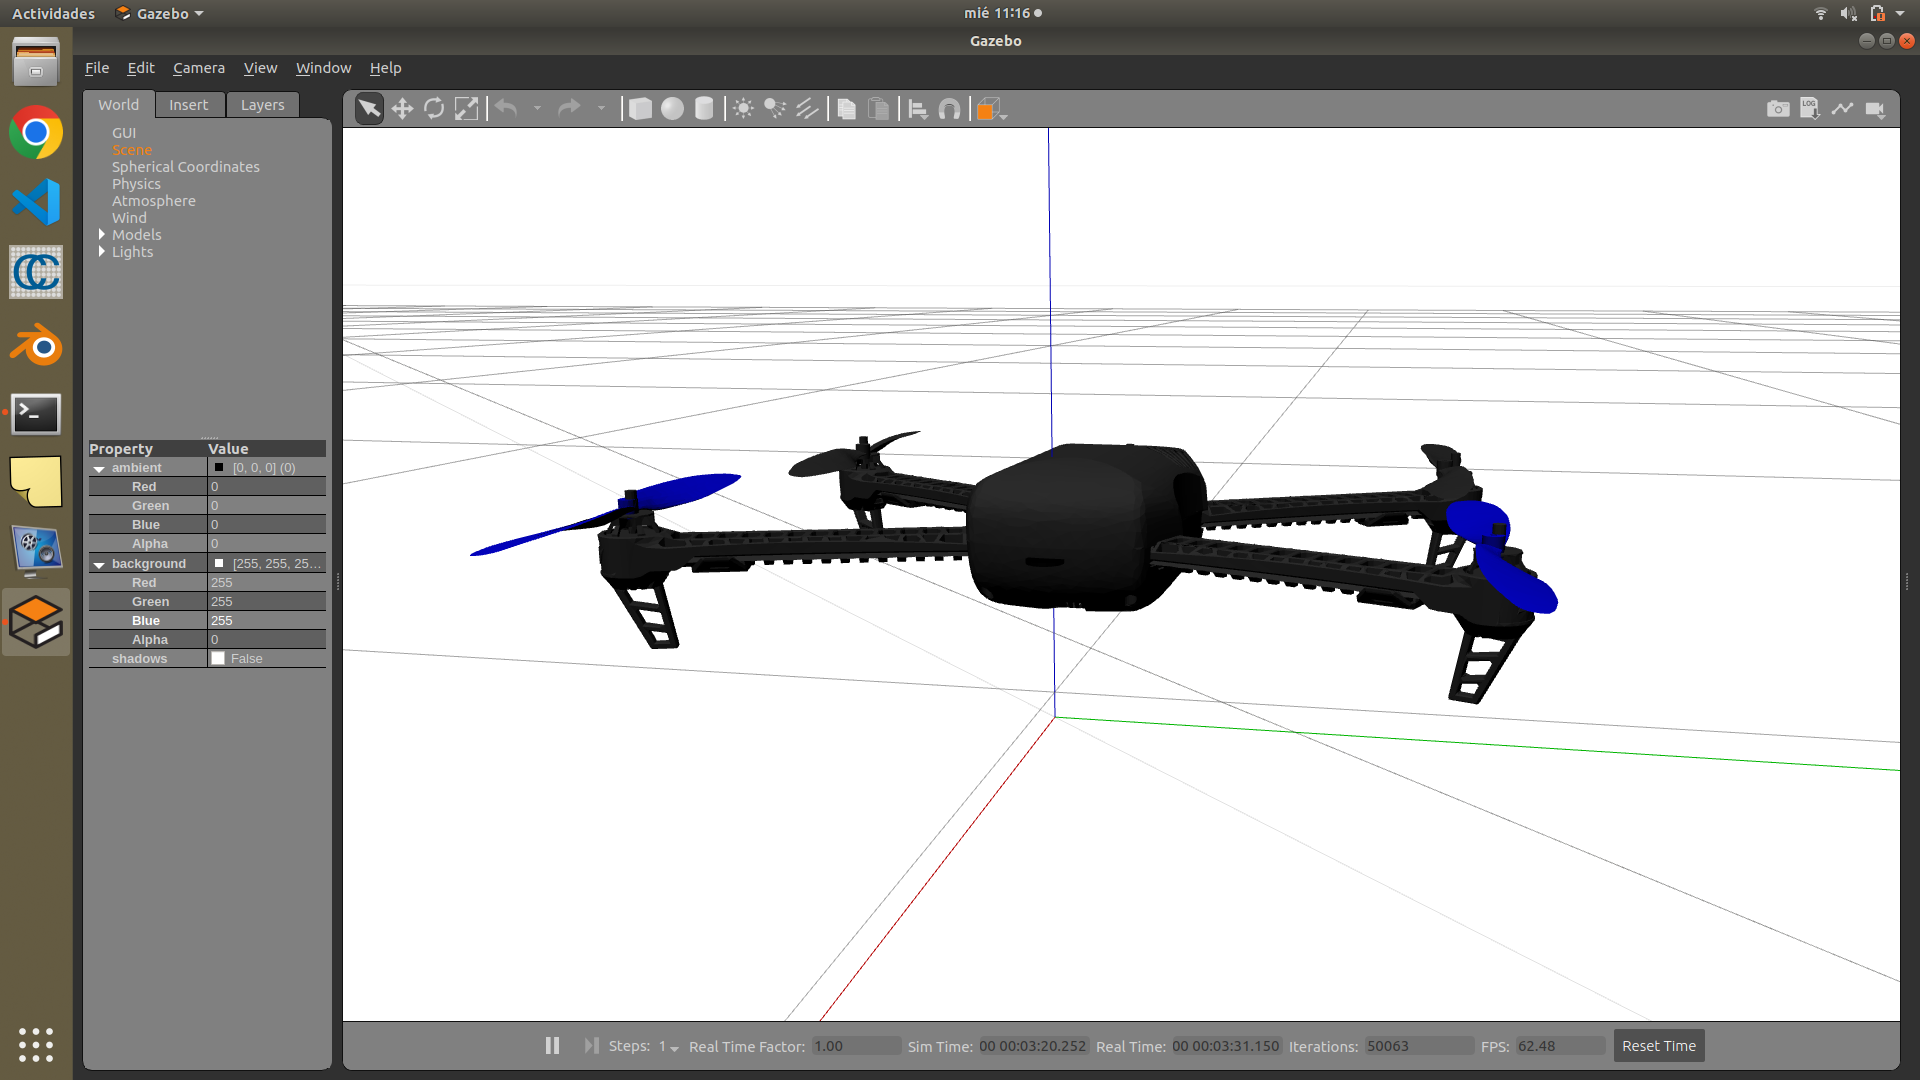 Actividades Gazebo mié 11:16
Gazebo
File Edit Camera View Window Help
World Insert Layers
LOG
GUI
Scene
Spherical Coordinates
Physics
Atmosphere
Wind
Models
Lights
Property Value
ambient [0, 0, 0] (0)
Red 0
Green 0
Blue 0
Alpha 0
background [255, 255, 25...
Red 255
Green 255
Blue 255
Alpha 0
shadows False
Steps: 1 Real Time Factor: 1.00 Sim Time: 00 00:03:20.252 Real Time: 00 00:03:31.150 Iterations: 50063 FPS: 62.48 Reset Time